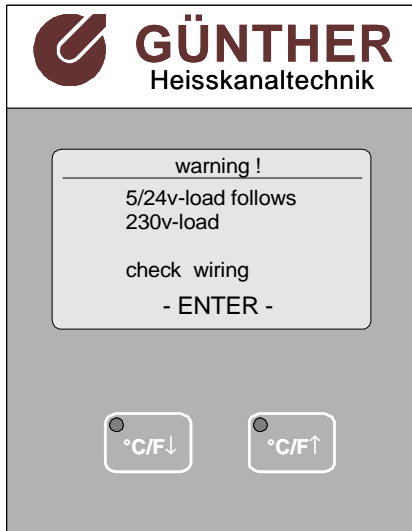 GÜNTHER
Heisskanaltechnik
warning !
5/24v-load follows
230v-load
check wiring
- ENTER -
°C/F↓
°C/F↑